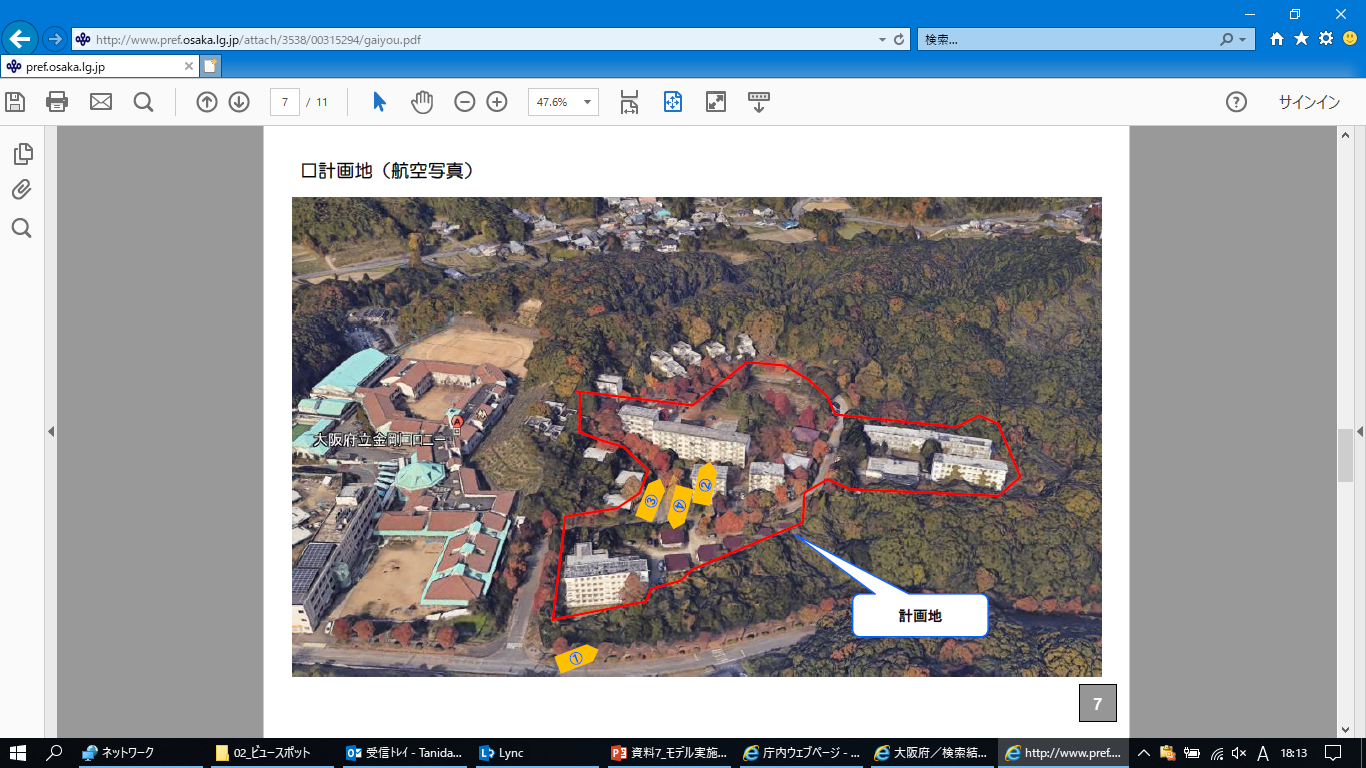 http://www.pref.osaka.lg.jp/attach/3538/00315294/gaiyou.pdf
検索...
pref.osaka.lg.jp
7 / 11
47.6%
サインイン
口計画地（航空写真）
大阪府立金剛コロニー
A
③
④
②
計画地
①
7
ネットワーク
02_ビュースポット
受信トレイ - Tanida...
Lync
資料7_モデル実施...
庁内ウェブページ - ...
大阪府／検索結...
http://www.pref....
A
18:13